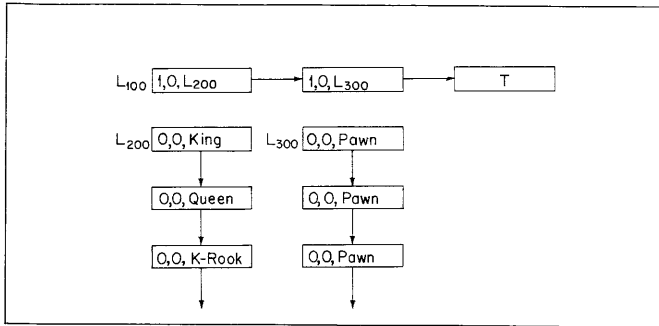 L100 1,0, L200 1,0, L300 T
L200 0,0, King L300 0,0, Pawn
0,0, Queen 0,0, Pawn
0,0, K-Rook 0,0, Pawn